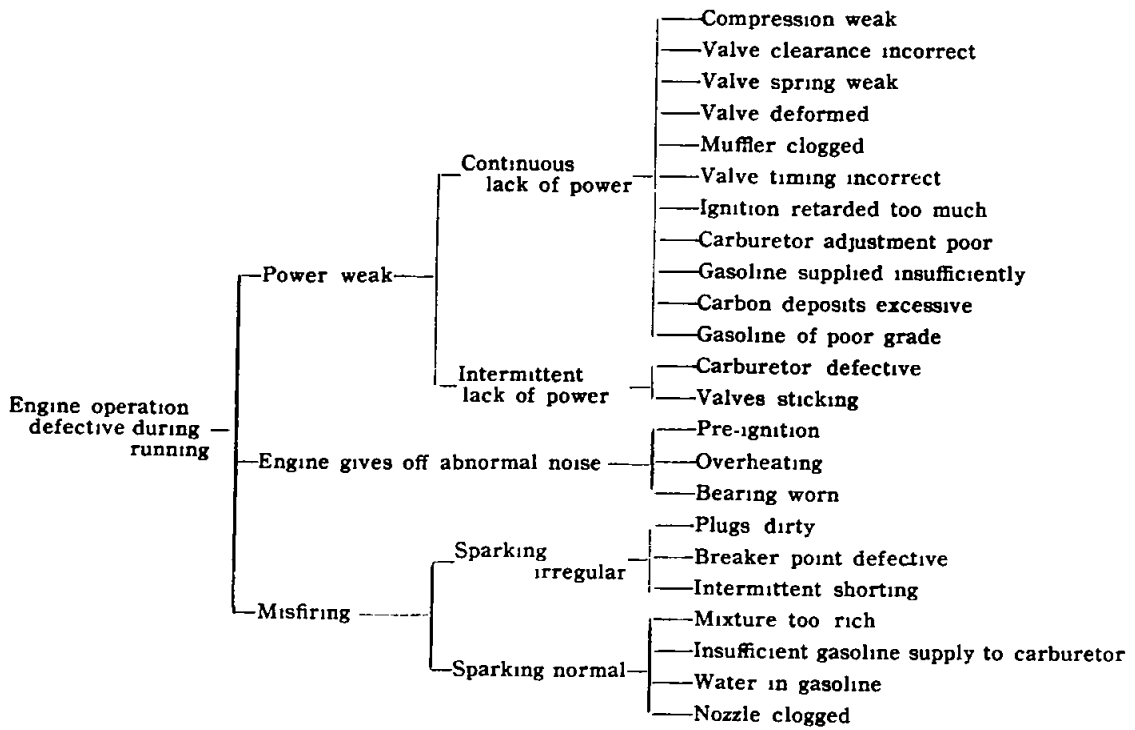 Compression weak
Valve clearance incorrect
Valve spring weak
Valve deformed
Muffler clogged
Continuous
lack of power
Valve timing incorrect
Ignition retarded too much
Carburetor adjustment poor
Power weak
Gasoline supplied insufficiently
Carbon deposits excessive
Gasoline of poor grade
Intermittent
lack of power
Carburetor defective
Valves sticking
Engine operation
defective during
running
Pre-ignition
Engine gives off abnormal noise
Overheating
Bearing worn
Plugs dirty
Sparking
irregular
Breaker point defective
Intermittent shorting
Misfiring
Mixture too rich
Insufficient gasoline supply to carburetor
Sparking normal
Water in gasoline
Nozzle clogged